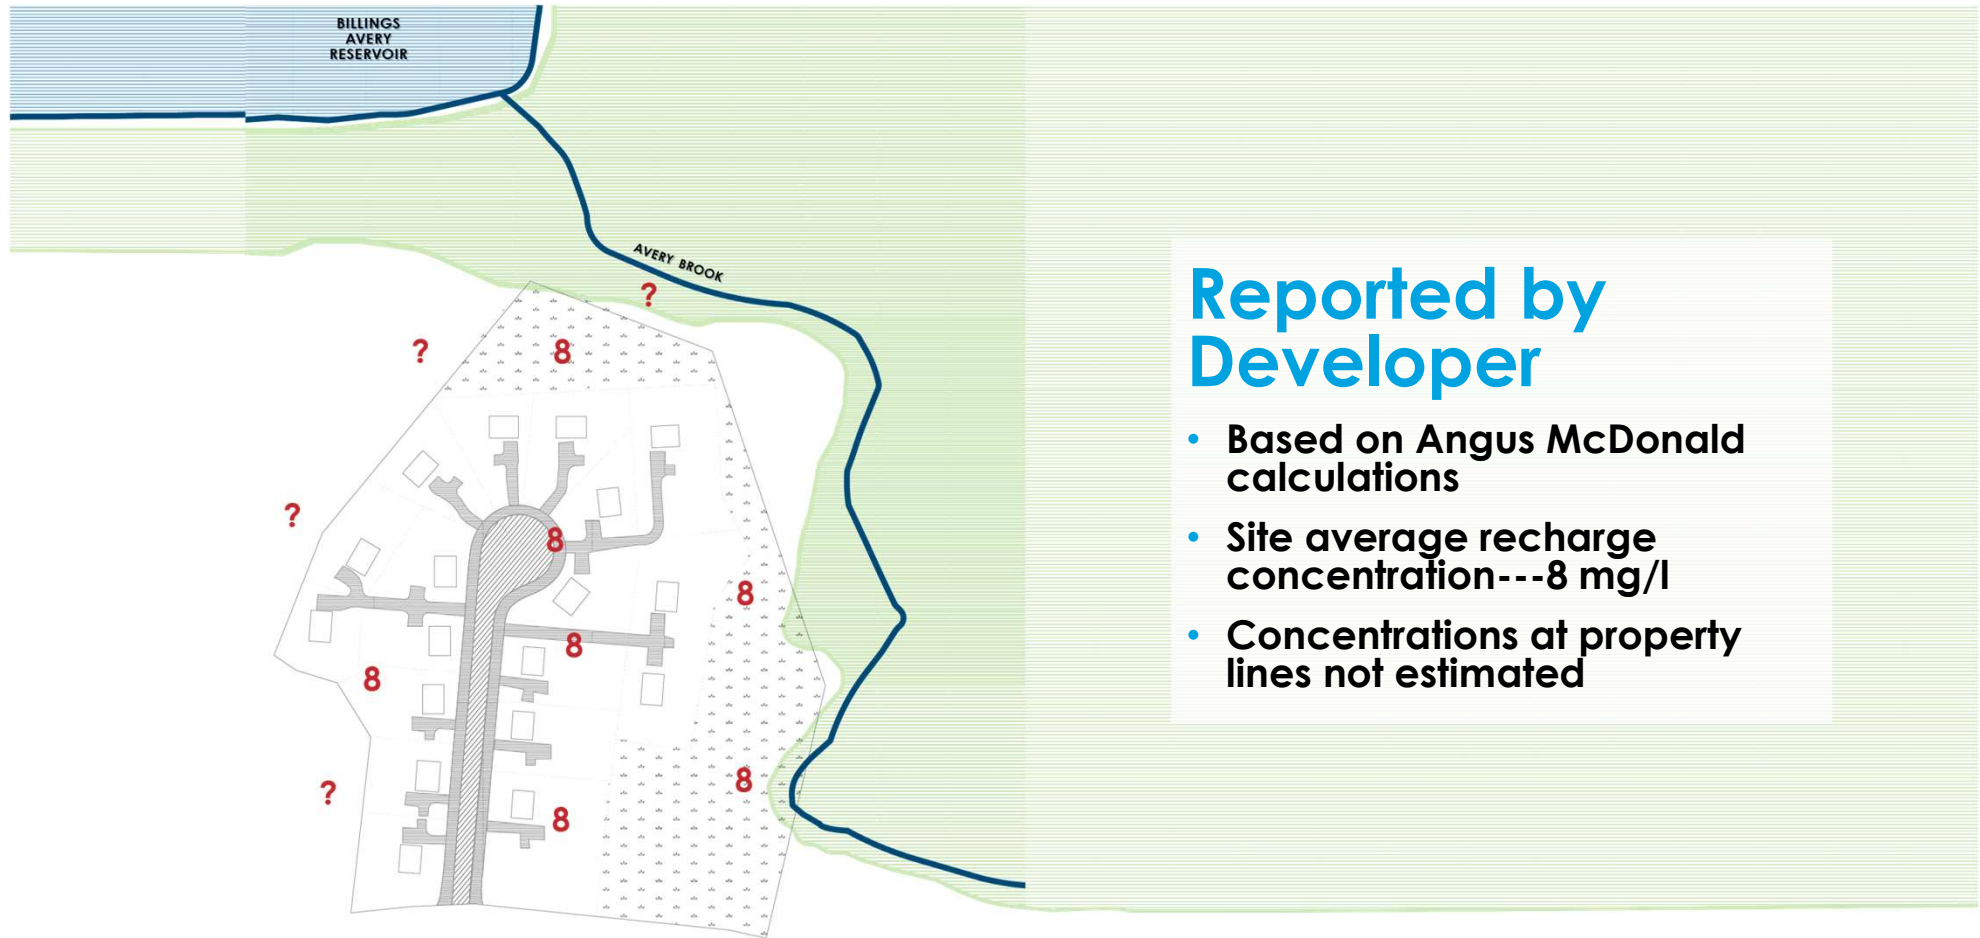 BILLINGS
AVERY
RESERVOIR
AVERY BROOK
?
?
8
?
8
8
8
8
?
8
8
Reported by
Developer
• Based on Angus McDonald
calculations
• Site average recharge
concentration---8 mg/l
• Concentrations at property
lines not estimated